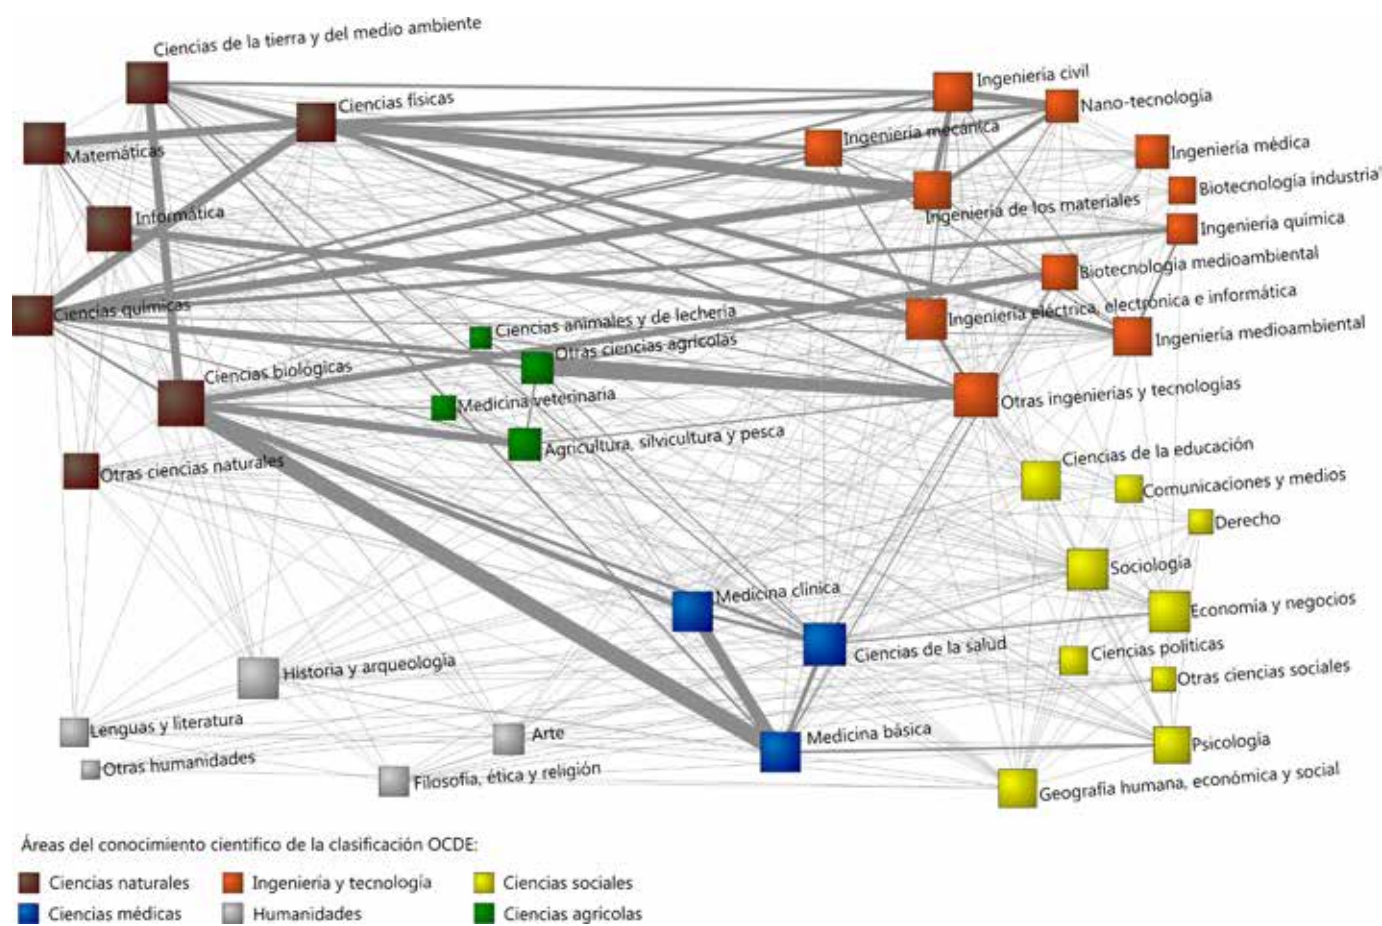 Ciencias de la tierra y del medio ambiente
Ciencias físicas
Ingeniería civil
Nano-tecnología
Matemáticas
Ingeniería mecánica
Ingeniería médica
Biotecnología industrial
Informática
Ingeniería de los materiales
Ingeniería química
Biotecnología medioambiental
Ciencias químicas
Ciencias animales y de lechería
Ingeniería eléctrica, electrónica e informática
Otras ciencias agrícolas
Ingeniería medioambiental
Ciencias biológicas
Medicina veterinaria
Otras ingenierías y tecnologías
Otras ciencias naturales
Agricultura, silvicultura y pesca
Ciencias de la educación
Comunicaciones y medios
Derecho
Sociología
Medicina clínica
Economía y negocios
Ciencias de la salud
Ciencias políticas
Historia y arqueología
Otras ciencias sociales
Lenguas y literatura
Arte
Medicina básica
Psicología
Otras humanidades
Filosofía, ética y religión
Geografía humana, económica y social
Áreas del conocimiento científico de la clasificación OCDE:
Ciencias naturales
Ingeniería y tecnología
Ciencias sociales
Ciencias médicas
Humanidades
Ciencias agrícolas